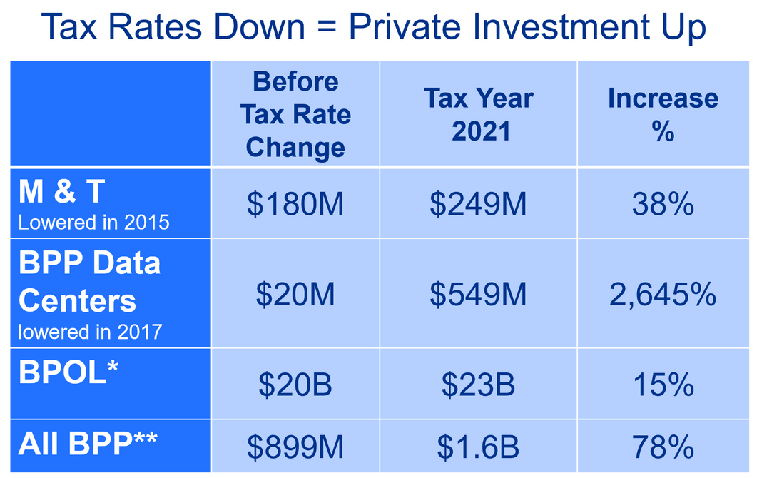 Tax Rates Down = Private Investment Up
Before
Tax Rate
Change
Tax Year
2021
Increase
%
M & T
Lowered in 2015
$180M
$249M
38%
BPP Data
Centers
lowered in 2017
$20M
$549M
2,645%
BPOL*
$20B
$23B
15%
All BPP**
$899M
$1.6B
78%